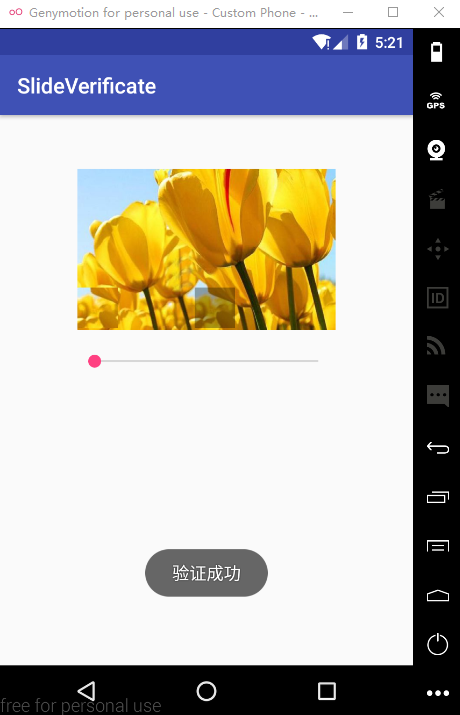 Genymotion for personal use - Custom Phone - ...
5:21
SlideVerificate
GPS
ID
验证成功
free for personal use